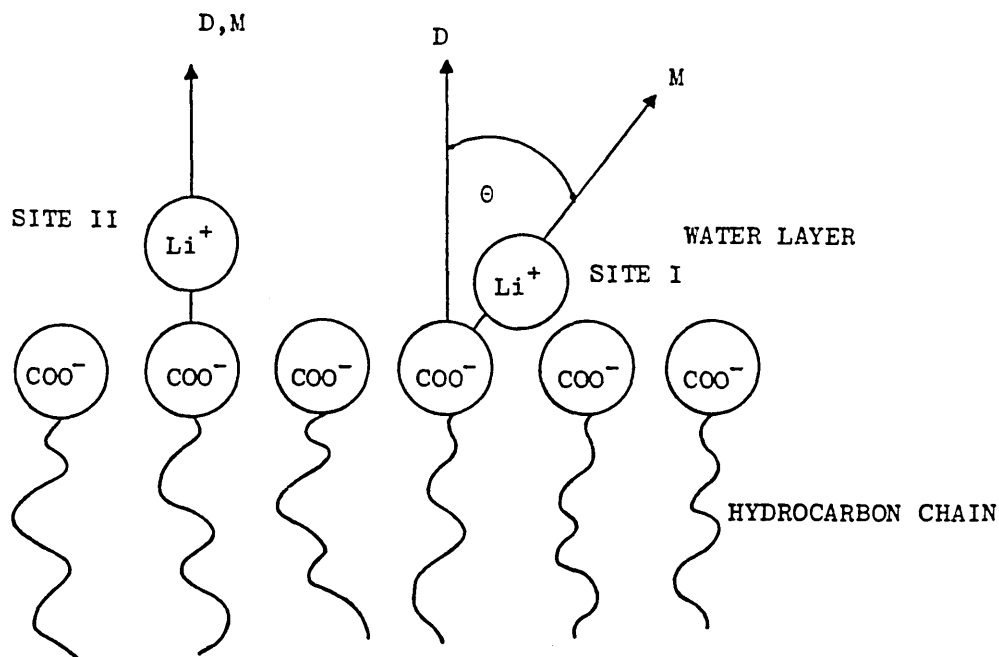 D,M
D
M
SITE II
Li+
Θ
WATER LAYER
Li+
SITE I
COO-
COO-
COO-
COO-
COO-
COO-
HYDROCARBON CHAIN